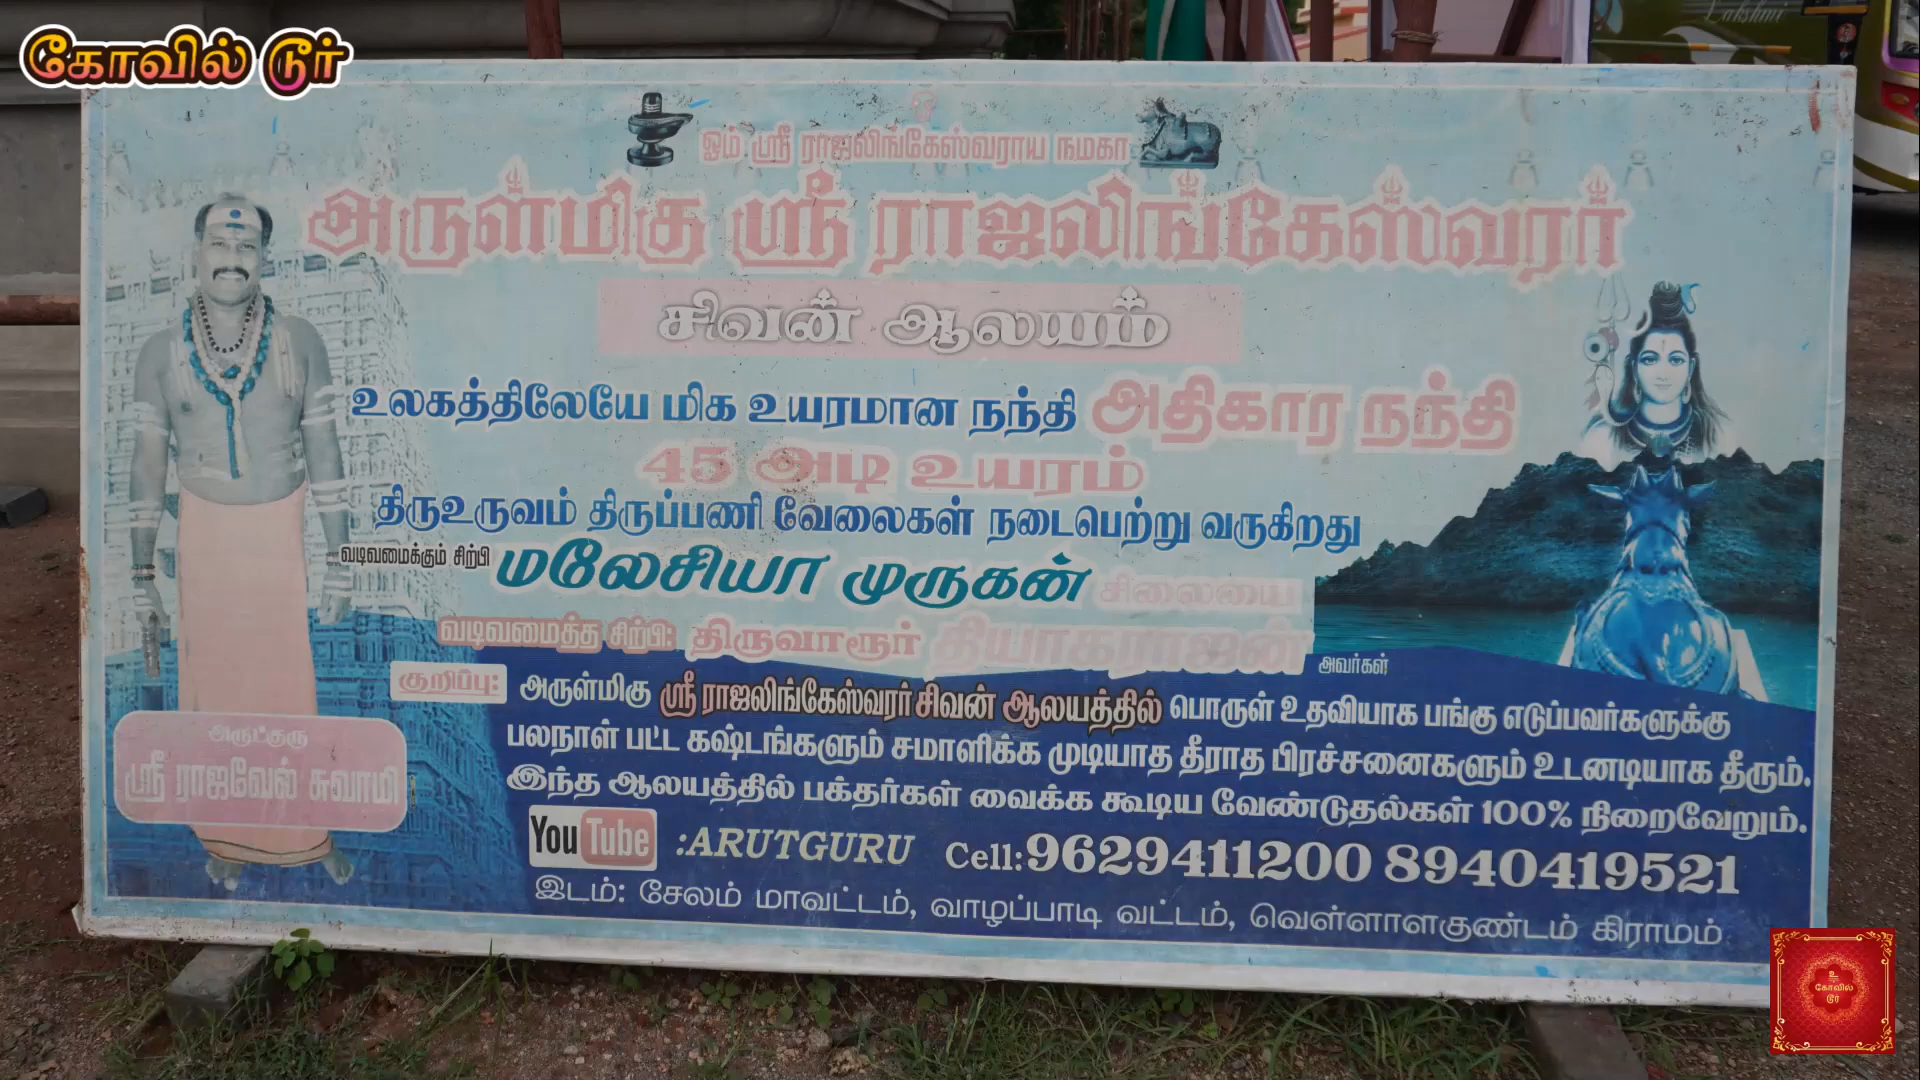 கோவில் டூர்
ஓம் ஸ்ரீ ராஜலிங்கேஸ்வராய நமகா
அருள்மிகு ஸ்ரீ ராஜலிங்கேஸ்வரர்
சிவன் ஆலயம்
உலகத்திலேயே மிக உயரமான நந்தி அதிகார நந்தி
45 அடி உயரம்
திருஉருவம் திருப்பணி வேலைகள் நடைபெற்று வருகிறது
வடிவமைக்கும் சிற்பி மலேசியா முருகன் சிலையை
வடிவமைத்த சிற்பி: திருவாரூர் தியாகராஜன் அவர்கள்
குறிப்பு: அருள்மிகு ஸ்ரீ ராஜலிங்கேஸ்வரர் சிவன் ஆலயத்தில் பொருள் உதவியாக பங்கு எடுப்பவர்களுக்கு
பலநாள் பட்ட கஷ்டங்களும் சமாளிக்க முடியாத தீராத பிரச்சனைகளும் உடனடியாக தீரும்.
இந்த ஆலயத்தில் பக்தர்கள் வைக்க கூடிய வேண்டுதல்கள் 100% நிறைவேறும்.
அருட்குரு
ஸ்ரீ ராஜவேல் சுவாமி
YouTube :ARUTGURU Cell:9629411200 8940419521
இடம்: சேலம் மாவட்டம், வாழப்பாடி வட்டம், வெள்ளாளகுண்டம் கிராமம்
Lakshmi
உ
கோவில்
டூர்